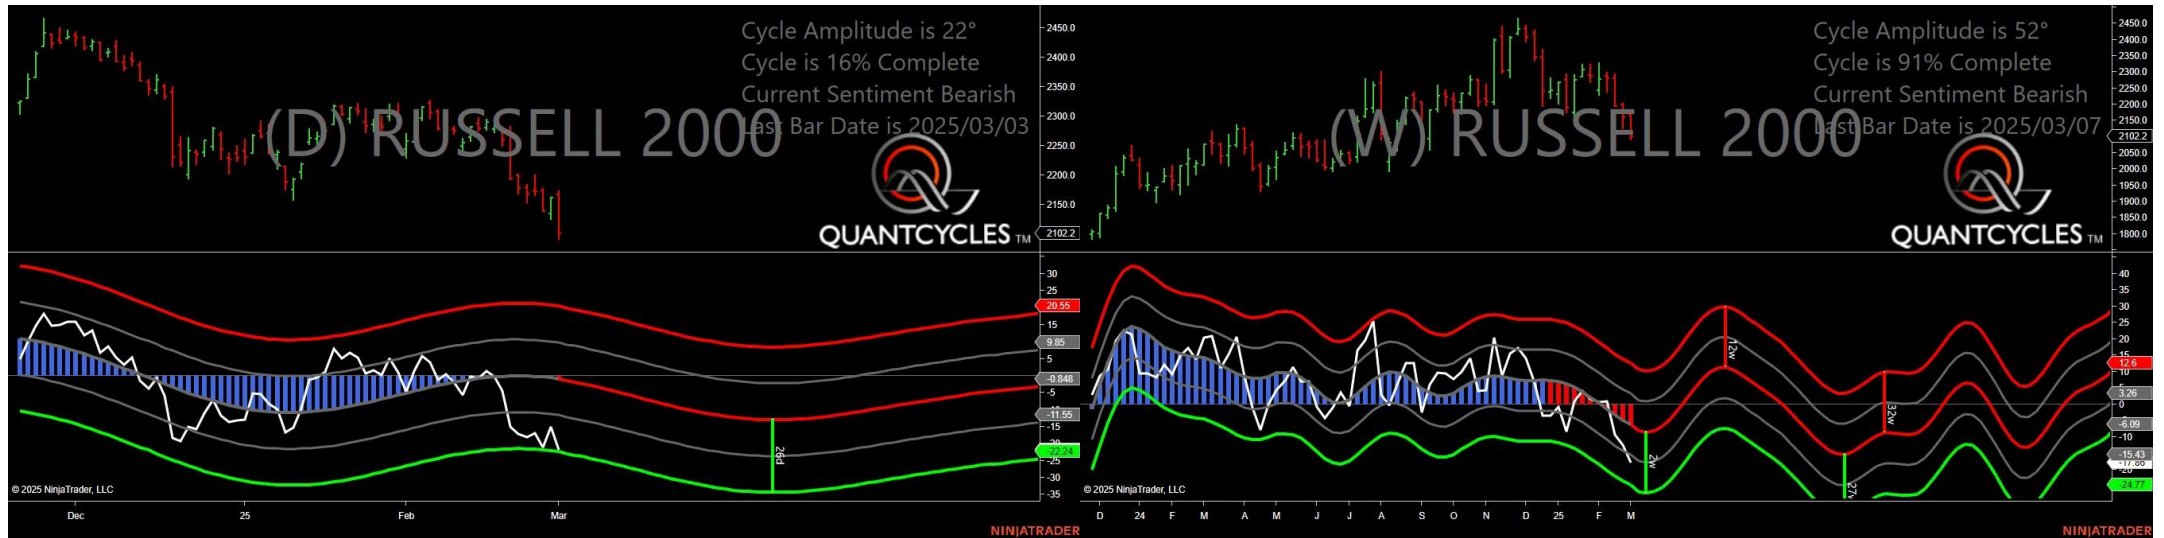 Cycle Amplitude is 22°
Cycle is 16% Complete
Current Sentiment Bearish
Last Bar Date is 2025/03/03
(D) RUSSELL 2000
QUANTCYCLES TM
2450.0
2400.0
2350.0
2300.0
2250.0
2200.0
2150.0
2102.2
30
25
20.55
15
9.85
5
-0.848
-5
-11.55
-15
-22.24
-25
-30
-35
26d
© 2025 NinjaTrader, LLC
Dec 25 Feb Mar
NINJATRADER
Cycle Amplitude is 52°
Cycle is 91% Complete
Current Sentiment Bearish
Last Bar Date is 2025/03/07
(W) RUSSELL 2000
QUANTCYCLES TM
2450.0
2400.0
2350.0
2300.0
2250.0
2200.0
2150.0
2102.2
2050.0
2000.0
1950.0
1900.0
1850.0
1800.0
40
35
30
25
20
15
12.6
10
3.26
0
-6.09
-10
-15.43
-17.86
-20
-24.77
12w
32w
2w
27
© 2025 NinjaTrader, LLC
D 24 F M A M J J A S O N D 25 F M
NINJATRADER